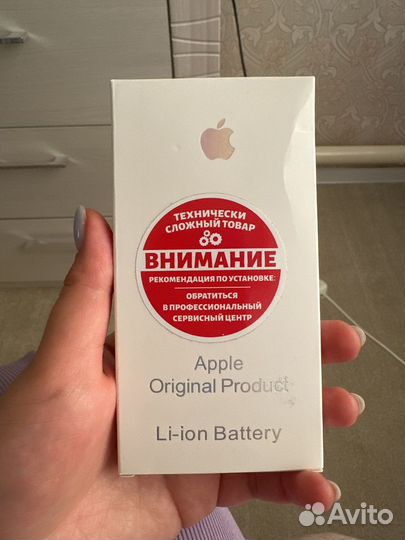 ТЕХНИЧЕСКИ
СЛОЖНЫЙ ТОВАР
ВНИМАНИЕ
РЕКОМЕНДАЦИЯ ПО УСТАНОВКЕ:
ОБРАТИТЬСЯ
В ПРОФЕССИОНАЛЬНЫЙ
СЕРВИСНЫЙ ЦЕНТР
Apple
Original Product
Li-ion Battery
Avito